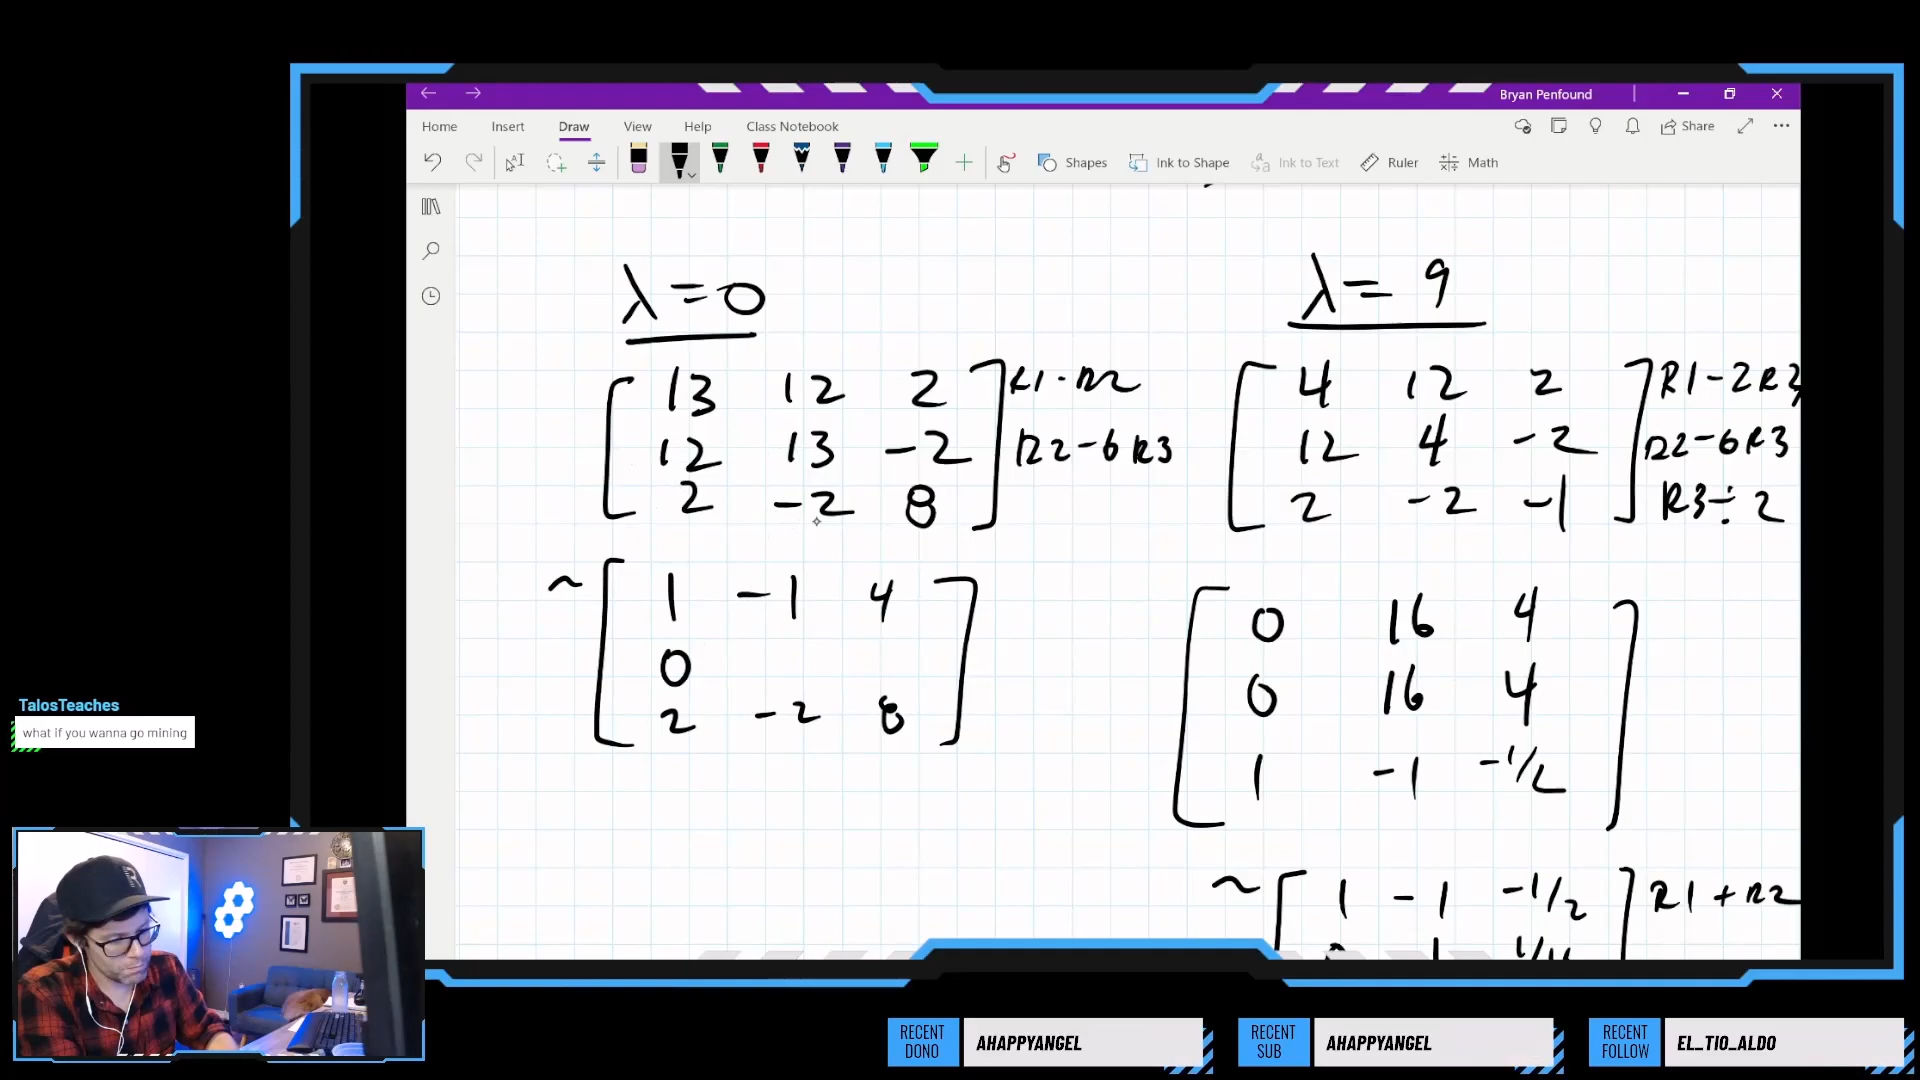 Bryan Penfound
Home Insert Draw View Help Class Notebook
Share
Shapes Ink to Shape Ink to Text Ruler Math
λ = 0
13 12 2 R1 - R2
12 13 -2 R2 - 6R3
2 -2 8
~ 1 -1 4
0
2 -2 8
λ = 9
4 12 2 R1 - 2R3
12 4 -2 R2 - 6R3
2 -2 -1 R3 ÷ 2
0 16 4
0 16 4
1 -1 -1/2
~ 1 -1 -1/2 R1 + R2
TalosTeaches
what if you wanna go mining
RECENT DONO
AHAPPYANGEL
RECENT SUB
AHAPPYANGEL
RECENT FOLLOW
EL_TIO_ALDO